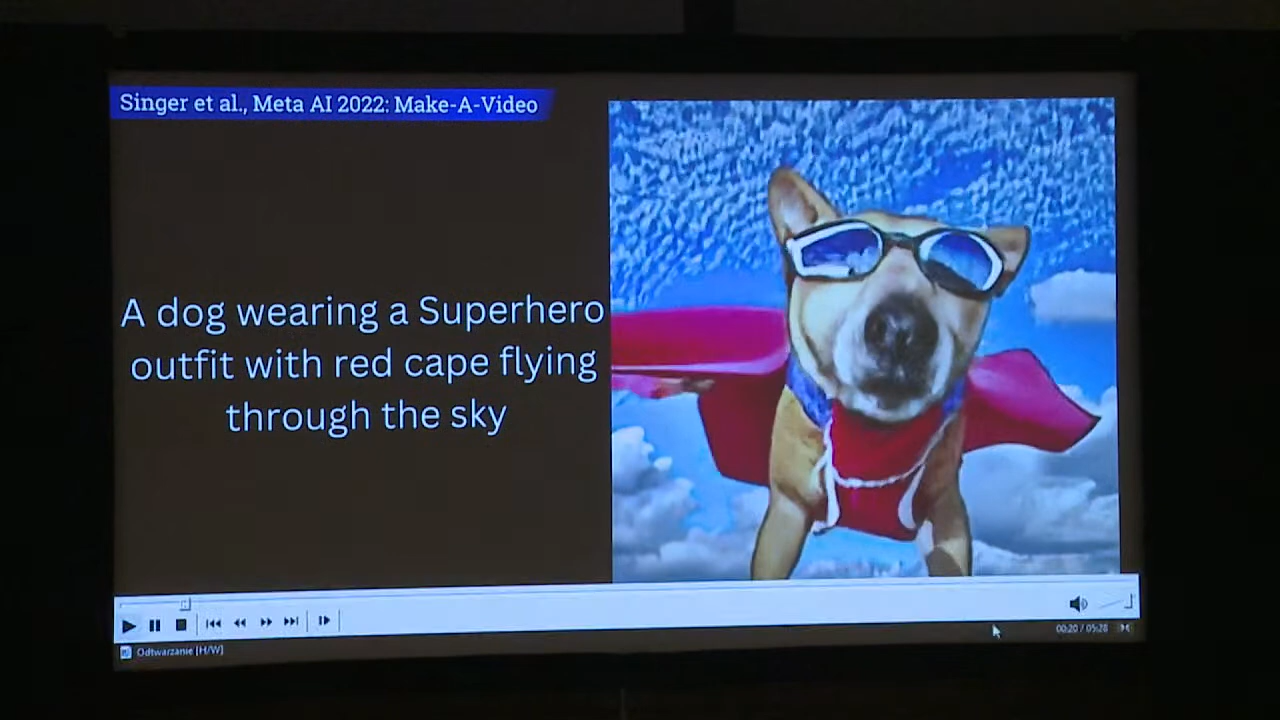 Singer et al., Meta AI 2022: Make-A-Video
A dog wearing a Superhero
outfit with red cape flying
through the sky
00:20 / 05:28
Odtwarzanie [H/W]